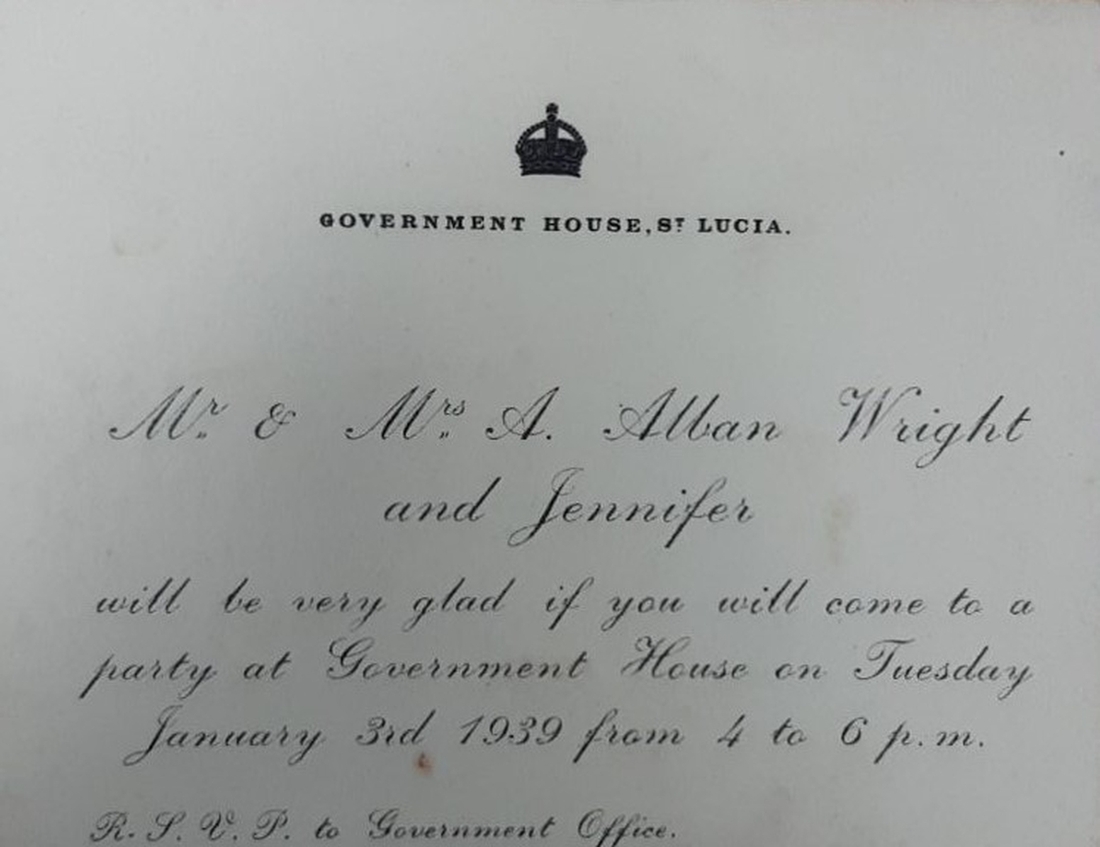 GOVERNMENT HOUSE, ST LUCIA.
Mr. & Mrs. A. Alban Wright
and Jennifer
will be very glad if you will come to a
party at Government House on Tuesday
January 3rd 1939 from 4 to 6 p.m.
R. S. V. P. to Government Office.